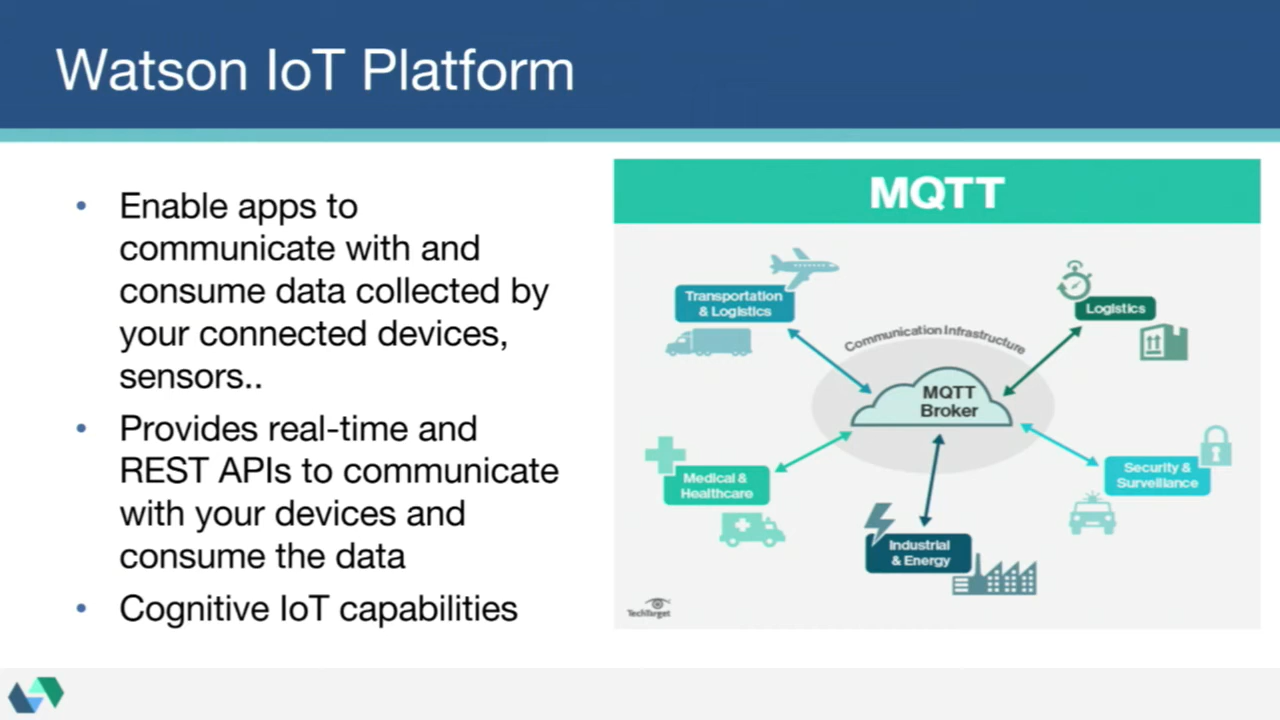 Watson IoT Platform
• Enable apps to
communicate with and
consume data collected by
your connected devices,
sensors..
• Provides real-time and
REST APIs to communicate
with your devices and
consume the data
• Cognitive IoT capabilities
MQTT
Transportation
& Logistics
Logistics
Communication Infrastructure
MQTT
Broker
Medical &
Healthcare
Security &
Surveillance
Industrial
& Energy
TechTarget